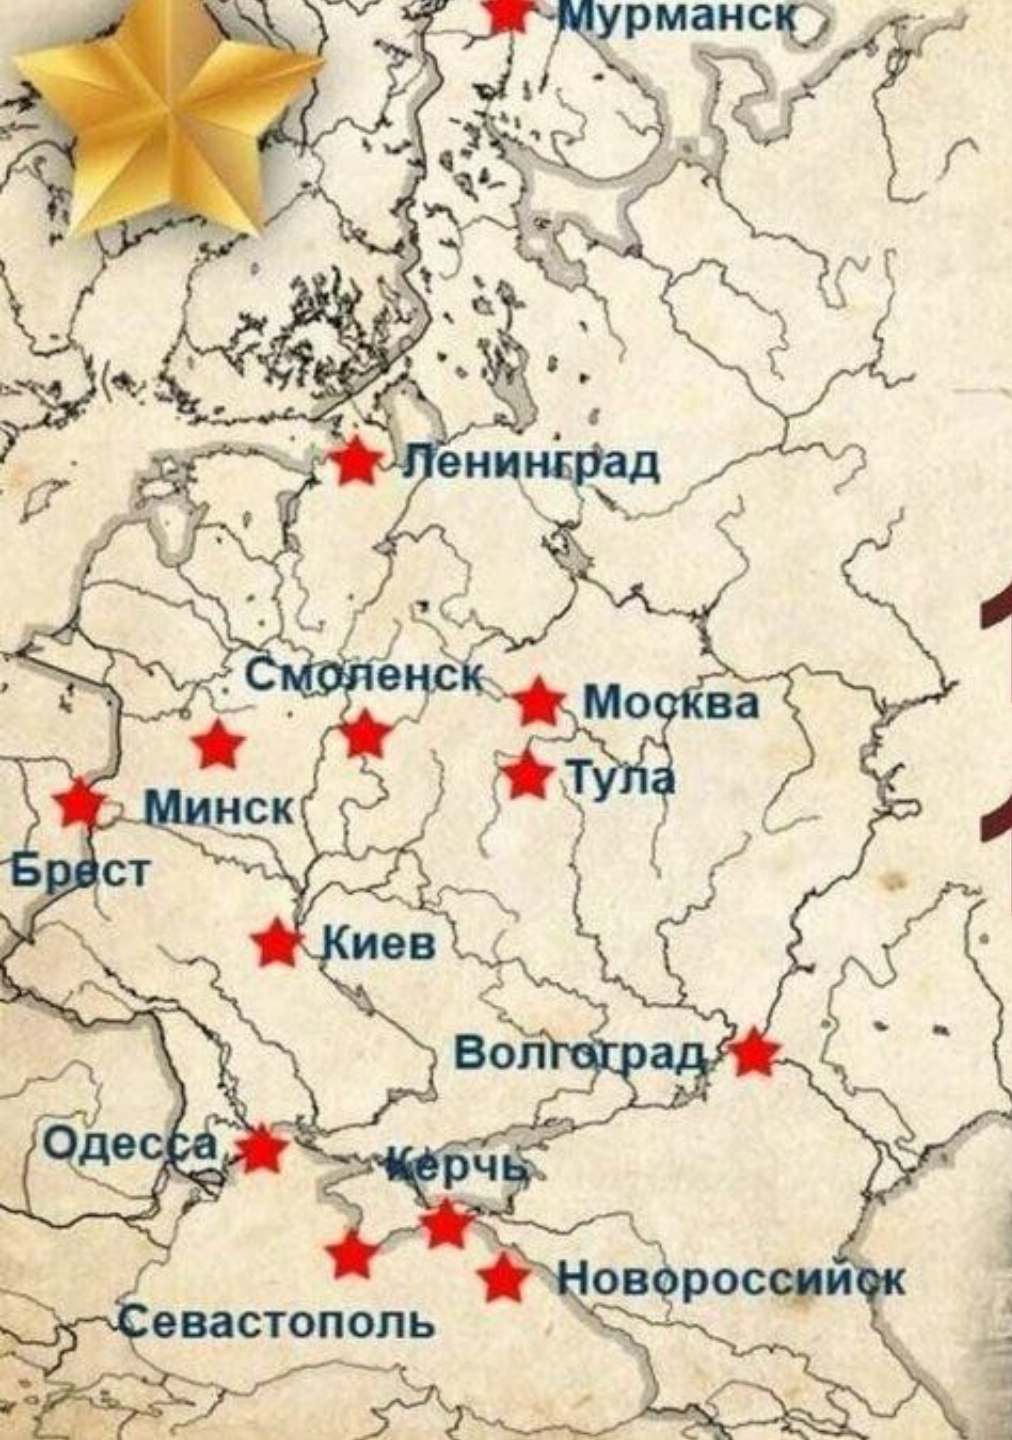 Мурманск
Ленинград
Смоленск
Москва
Тула
Минск
Брест
Киев
Волгоград
Одесса
Керчь
Новороссийск
Севастополь